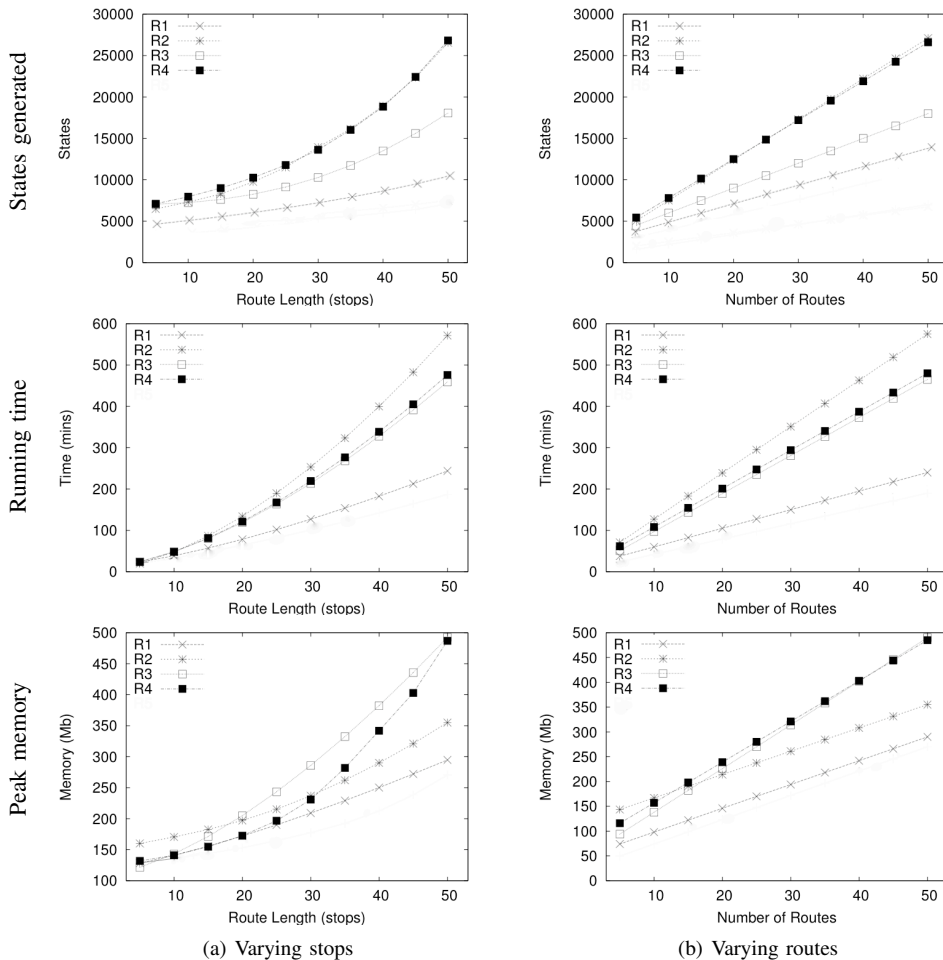 States generated
30000
25000
20000
15000
10000
5000
0
States
R1
R2
R3
R4
10 20 30 40 50
Route Length (stops)
30000
25000
20000
15000
10000
5000
0
States
R1
R2
R3
R4
10 20 30 40 50
Number of Routes
Running time
600
500
400
300
200
100
0
Time (mins)
R1
R2
R3
R4
10 20 30 40 50
Route Length (stops)
600
500
400
300
200
100
0
Time (mins)
R1
R2
R3
R4
10 20 30 40 50
Number of Routes
Peak memory
500
450
400
350
300
250
200
150
100
Memory (Mb)
R1
R2
R3
R4
10 20 30 40 50
Route Length (stops)
500
450
400
350
300
250
200
150
100
50
0
Memory (Mb)
R1
R2
R3
R4
10 20 30 40 50
Number of Routes
(a) Varying stops
(b) Varying routes